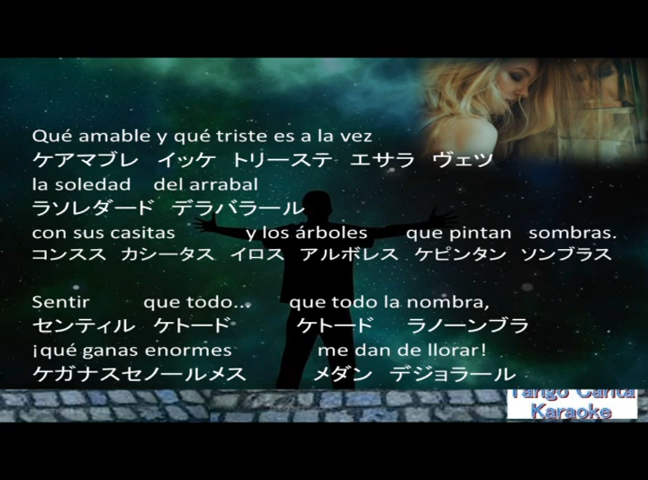 Qué amable y qué triste es a la vez
ケアマブレ イッケ トリーステ エサラ ヴェツ
la soledad del arrabal
ラソレダード デラバラール
con sus casitas y los árboles que pintan sombras.
コンスス カシータス イロス アルボレス ケピンタン ソンブラス
Sentir que todo... que todo la nombra,
センティル ケトード ケトード ラノーンブラ
¡qué ganas enormes me dan de llorar!
ケガナスセノールメス メダン デジョラール
Tango Canta
Karaoke